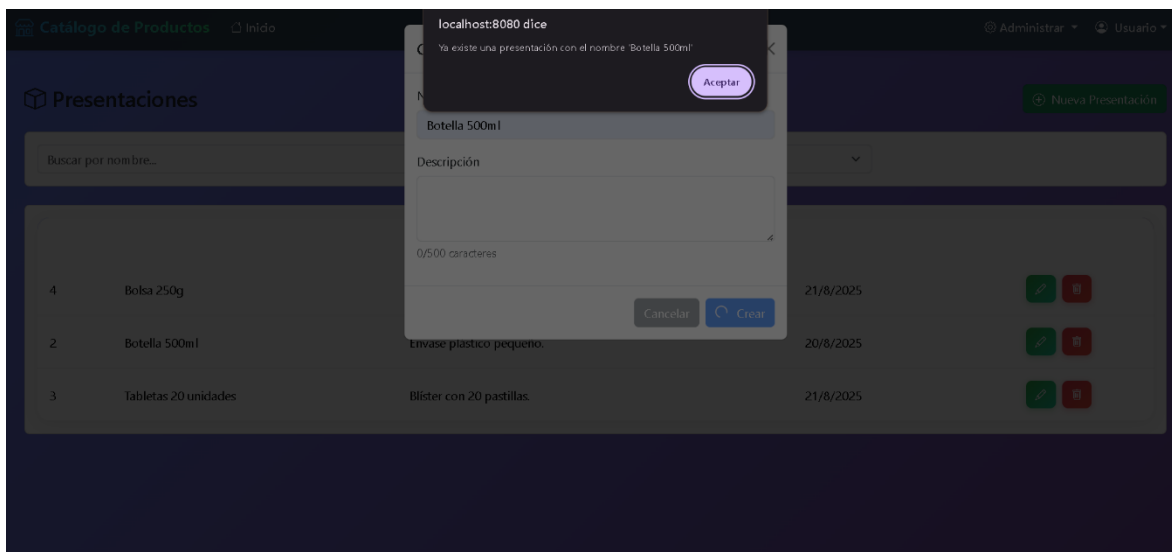 Catálogo de Productos Inicio Administrar Usuario
localhost:8080 dice
Ya existe una presentación con el nombre 'Botella 500ml'
Aceptar
Presentaciones
Nueva Presentación
Botella 500ml
Buscar por nombre...
Descripción
0/500 caracteres
Cancelar Crear
4 Bolsa 250g 21/8/2025
2 Botella 500ml Envase plastico pequeño. 20/8/2025
3 Tabletas 20 unidades Blíster con 20 pastillas. 21/8/2025